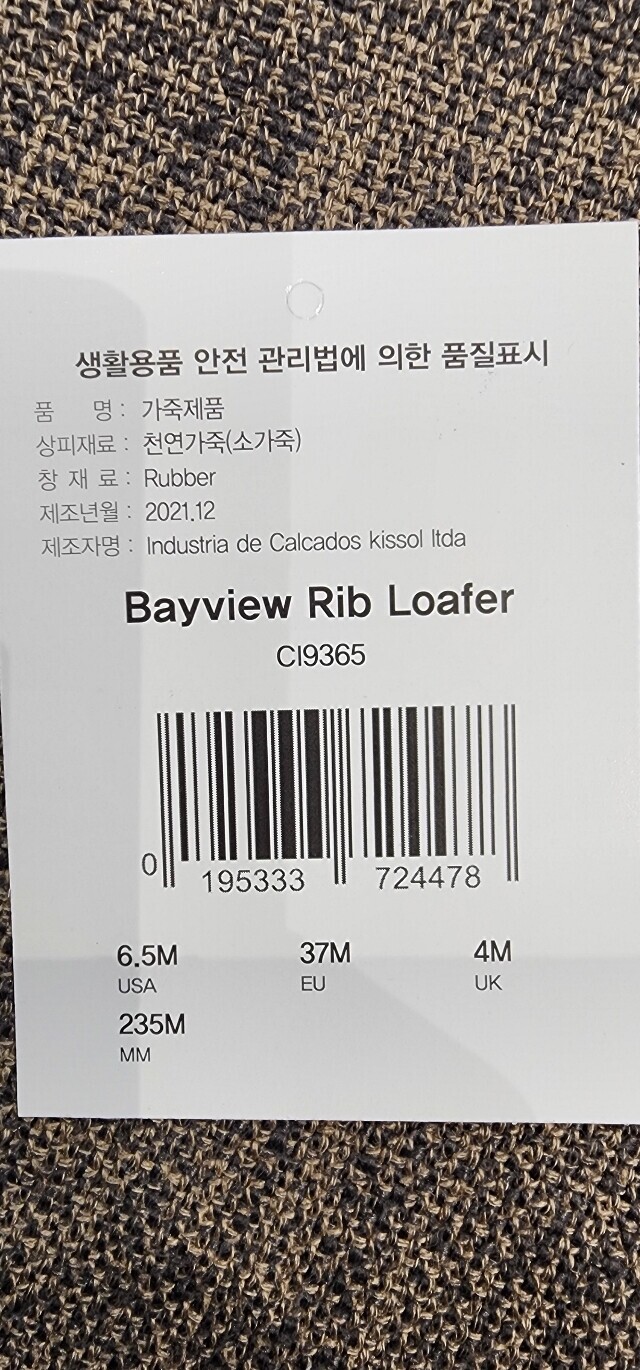 생활용품 안전 관리법에 의한 품질표시
품 명 : 가죽제품
상피재료 : 천연가죽(소가죽)
창 재 료 : Rubber
제조년월 : 2021.12
제조자명 : Industria de Calcados kissol ltda
Bayview Rib Loafer
CI9365
0 195333 724478
6.5M 37M 4M
USA EU UK
235M
MM